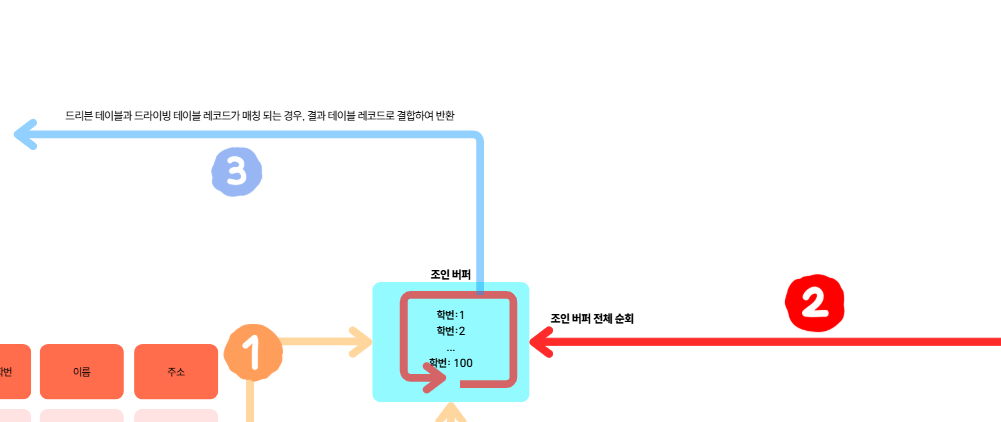 드리븐 테이블과 드라이빙 테이블 레코드가 매칭 되는 경우, 결과 테이블 레코드로 결합하여 반환
3
조인 버퍼
2
학번:1
조인 버퍼 전체 순회
학번:2
...
1
학번: 100
이름
주소